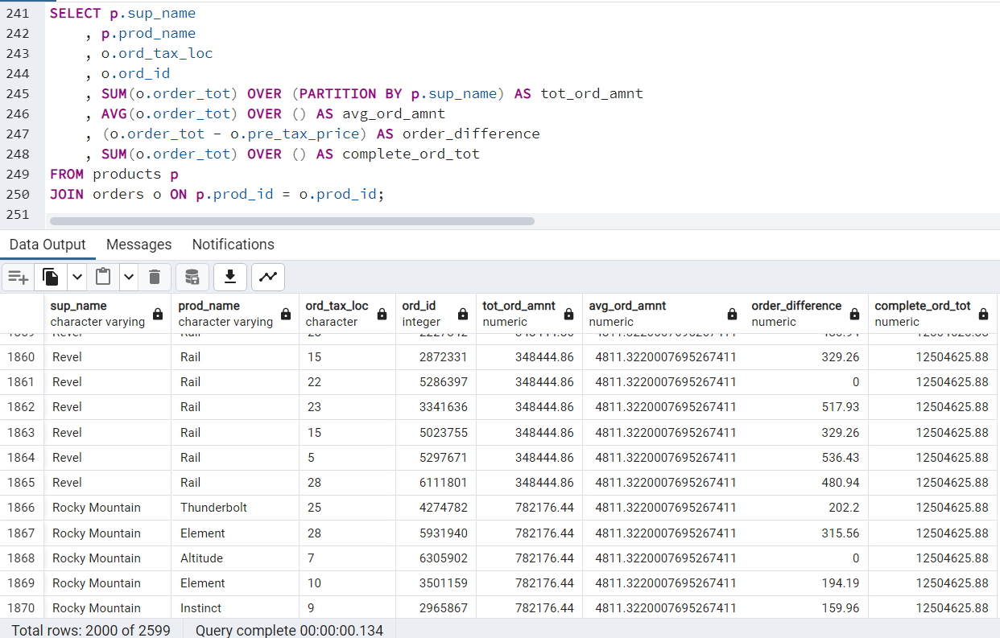 241 SELECT p.sup_name
242 , p.prod_name
243 , o.ord_tax_loc
244 , o.ord_id
245 , SUM(o.order_tot) OVER (PARTITION BY p.sup_name) AS tot_ord_amnt
246 , AVG(o.order_tot) OVER () AS avg_ord_amnt
247 , (o.order_tot - o.pre_tax_price) AS order_difference
248 , SUM(o.order_tot) OVER () AS complete_ord_tot
249 FROM products p
250 JOIN orders o ON p.prod_id = o.prod_id;
251
Data Output Messages Notifications
sup_name prod_name ord_tax_loc ord_id tot_ord_amnt avg_ord_amnt order_difference complete_ord_tot
character varying character varying character integer numeric numeric numeric numeric
1860 Revel Rail 15 2872331 348444.86 4811.3220007695267411 329.26 12504625.88
1861 Revel Rail 22 5286397 348444.86 4811.3220007695267411 0 12504625.88
1862 Revel Rail 23 3341636 348444.86 4811.3220007695267411 517.93 12504625.88
1863 Revel Rail 15 5023755 348444.86 4811.3220007695267411 329.26 12504625.88
1864 Revel Rail 5 5297671 348444.86 4811.3220007695267411 536.43 12504625.88
1865 Revel Rail 28 6111801 348444.86 4811.3220007695267411 480.94 12504625.88
1866 Rocky Mountain Thunderbolt 25 4274782 782176.44 4811.3220007695267411 202.2 12504625.88
1867 Rocky Mountain Element 28 5931940 782176.44 4811.3220007695267411 315.56 12504625.88
1868 Rocky Mountain Altitude 7 6305902 782176.44 4811.3220007695267411 0 12504625.88
1869 Rocky Mountain Element 10 3501159 782176.44 4811.3220007695267411 194.19 12504625.88
1870 Rocky Mountain Instinct 9 2965867 782176.44 4811.3220007695267411 159.96 12504625.88
Total rows: 2000 of 2599 Query complete 00:00:00.134